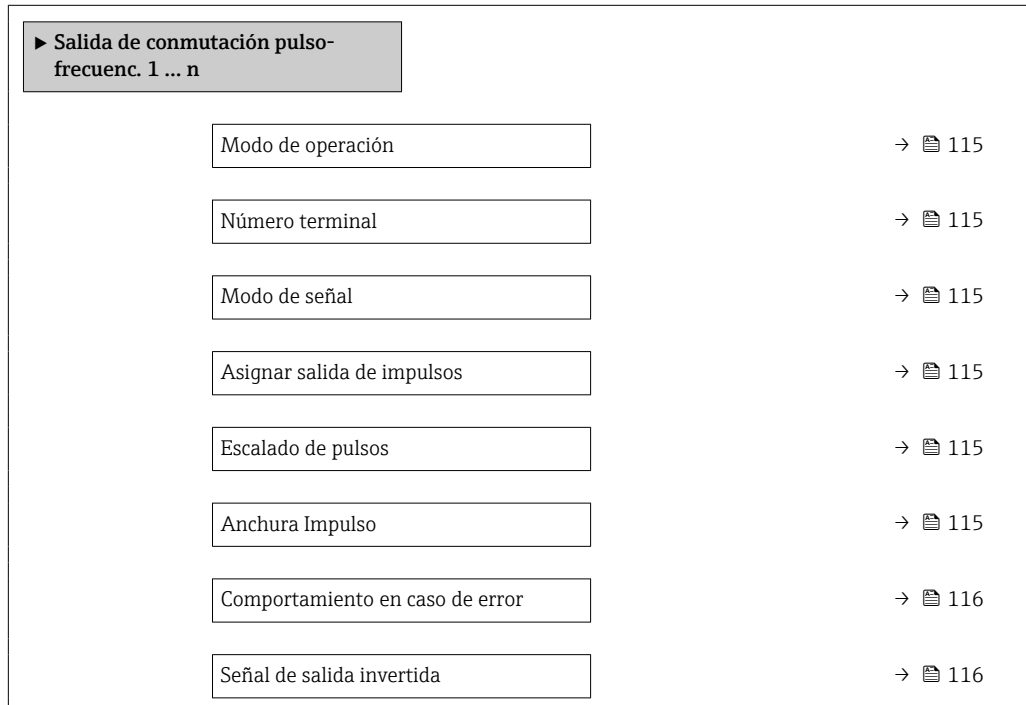 ▶ Salida de conmutación pulso-
frecuenc. 1 ... n
Modo de operación → 115
Número terminal → 115
Modo de señal → 115
Asignar salida de impulsos → 115
Escalado de pulsos → 115
Anchura Impulso → 115
Comportamiento en caso de error → 116
Señal de salida invertida → 116